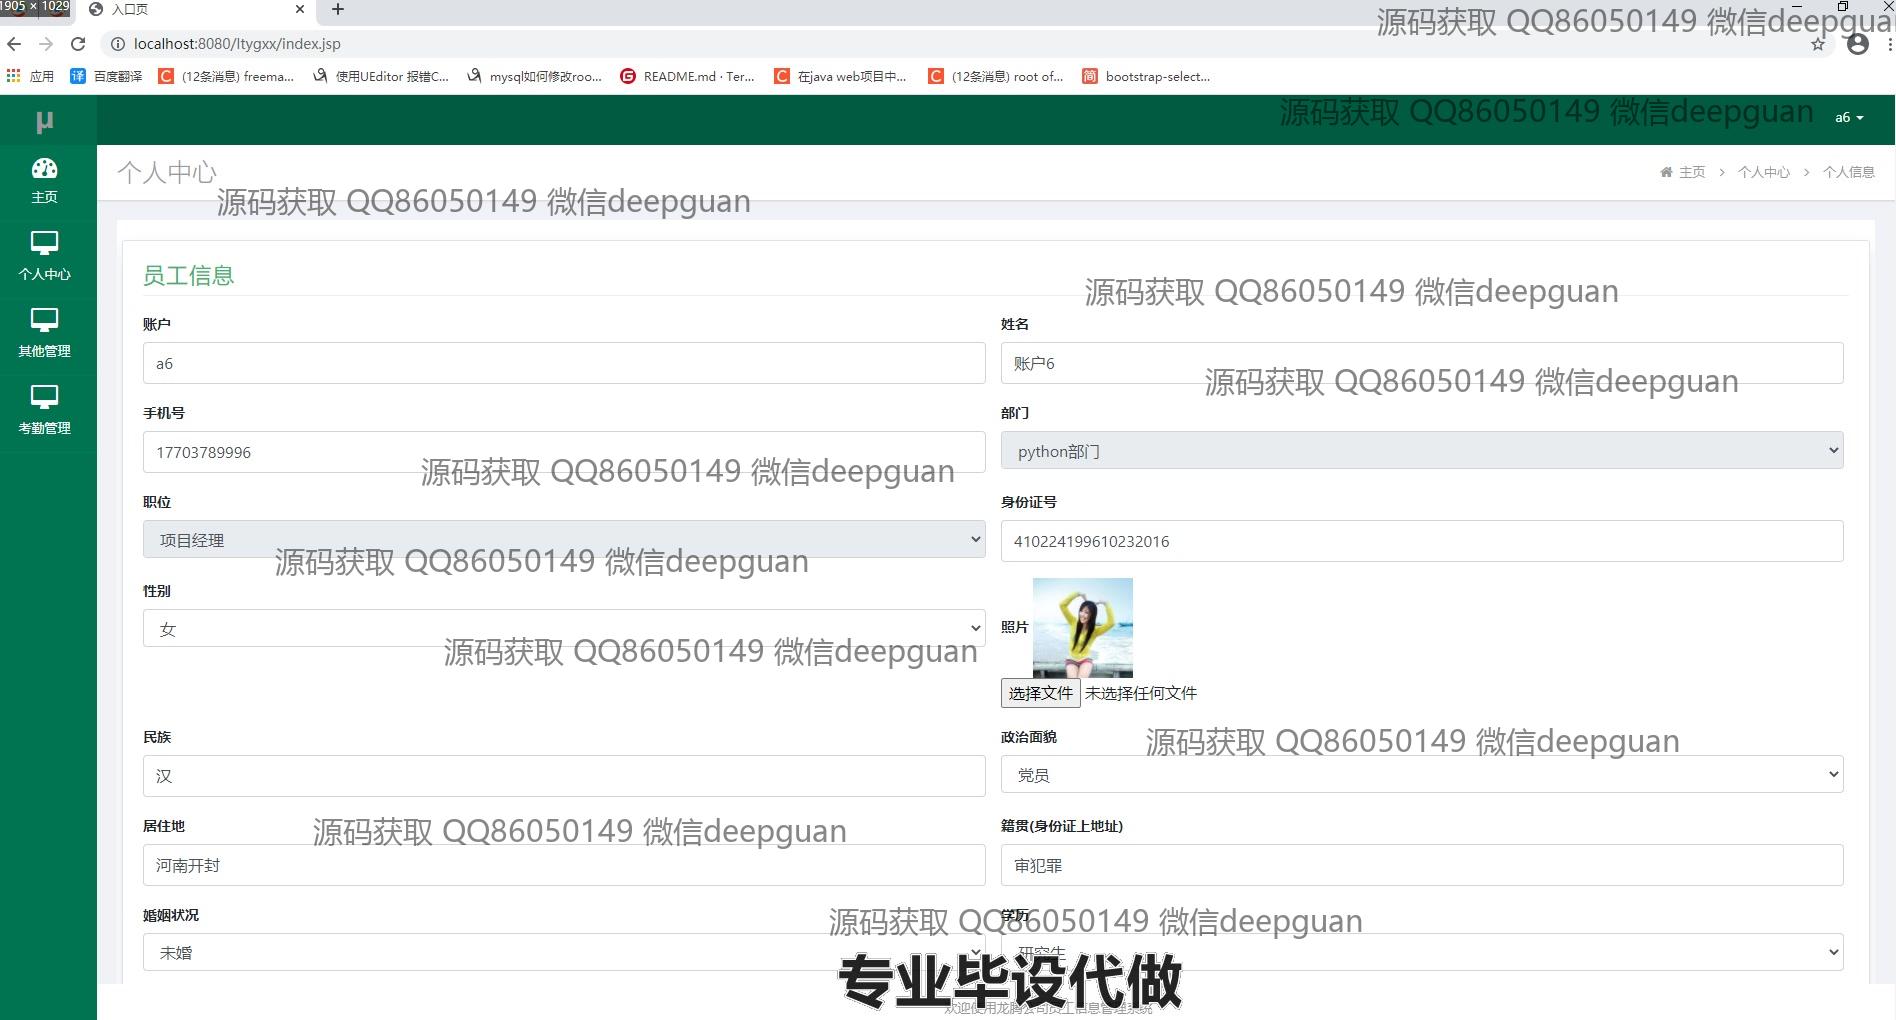 1905 × 1029
入口页
源码获取 QQ86050149 微信deepguan
localhost:8080/ltygxx/index.jsp
应用 百度翻译 (12条消息) freema... 使用UEditor 报错C... mysql如何修改roo... README.md · Ter... 在java web项目中... (12条消息) root of... bootstrap-select...
μ
源码获取 QQ86050149 微信deepguan
a6
主页
个人中心
其他管理
考勤管理
个人中心
主页 > 个人中心 > 个人信息
源码获取 QQ86050149 微信deepguan
员工信息
源码获取 QQ86050149 微信deepguan
账户 姓名
a6 账户6
源码获取 QQ86050149 微信deepguan
手机号 部门
17703789996 python部门
源码获取 QQ86050149 微信deepguan
职位 身份证号
项目经理 410224199610232016
源码获取 QQ86050149 微信deepguan
性别
女 照片
源码获取 QQ86050149 微信deepguan
选择文件 未选择任何文件
民族 政治面貌
源码获取 QQ86050149 微信deepguan
汉 党员
居住地 籍贯(身份证上地址)
源码获取 QQ86050149 微信deepguan
河南开封 审犯罪
婚姻状况 学历
源码获取 QQ86050149 微信deepguan
未婚 研究生
专业毕设代做
欢迎使用龙腾公司员工信息管理系统